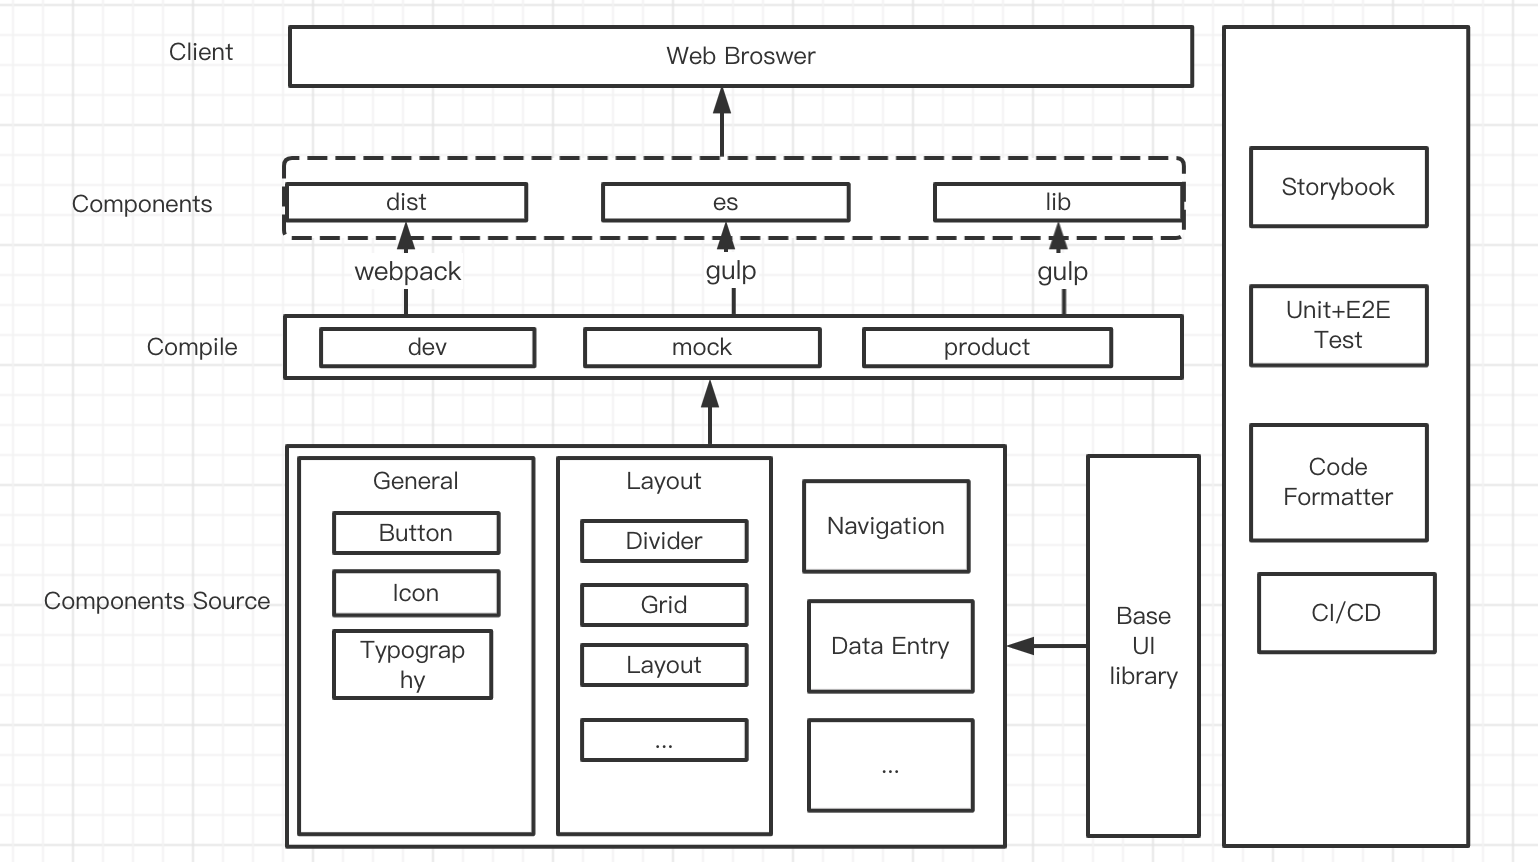 Client
Web Broswer
Components
dist
es
lib
webpack
gulp
gulp
Compile
dev
mock
product
Components Source
General
Button
Icon
Typograp
hy
Layout
Divider
Grid
Layout
...
Navigation
Data Entry
...
Base
UI
library
Storybook
Unit+E2E
Test
Code
Formatter
CI/CD